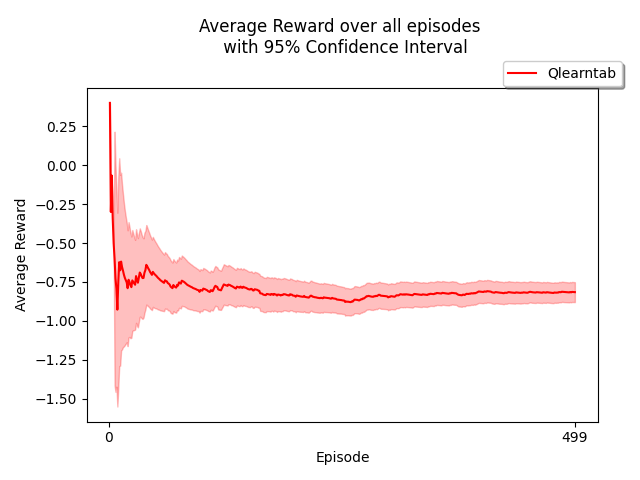 Average Reward over all episodes
with 95% Confidence Interval
Qlearntab
0.25
0.00
−0.25
−0.50
−0.75
−1.00
−1.25
−1.50
Average Reward
0
499
Episode